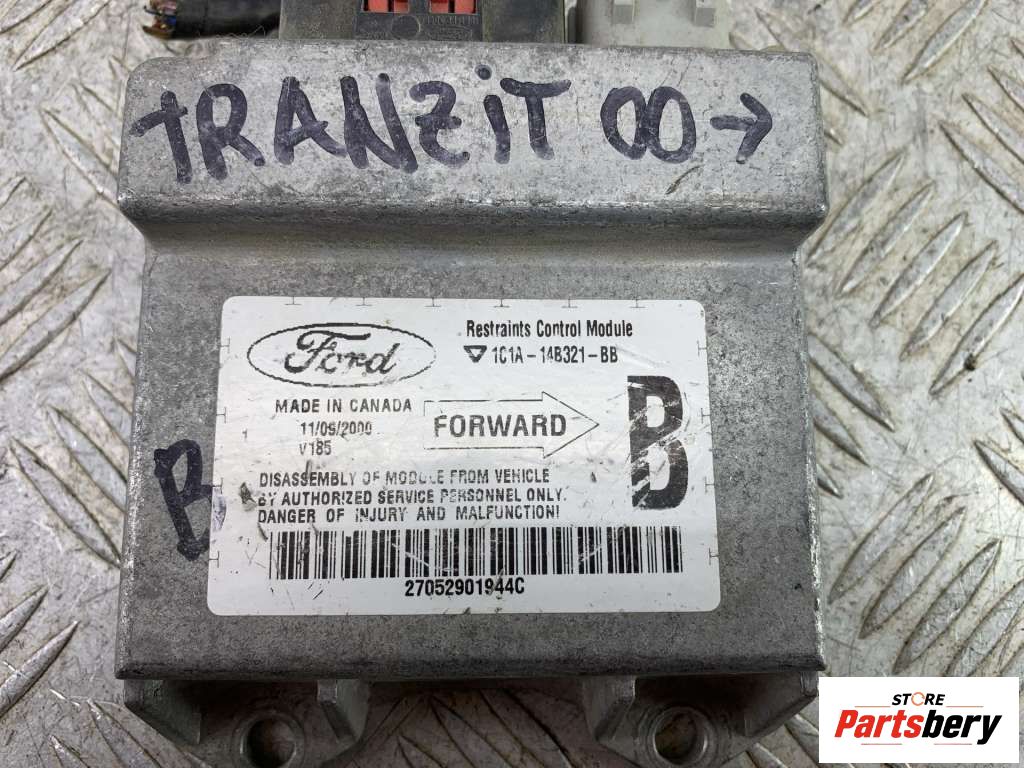 TRANZiT 00→
Ford
Restraints Control Module
1C1A-14B321-BB
MADE IN CANADA
FORWARD
B
11/09/2000
V185
B
DISASSEMBLY OF MODULE FROM VEHICLE
BY AUTHORIZED SERVICE PERSONNEL ONLY.
DANGER OF INJURY AND MALFUNCTION!
27052901944C
STORE
Partsbery